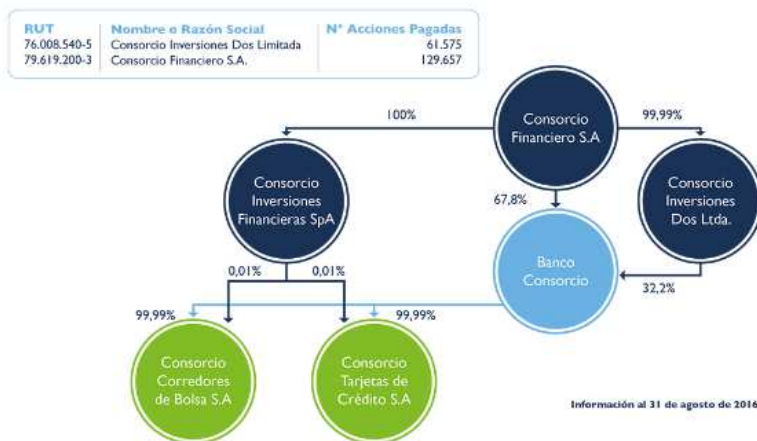 RUT Nombre o Razón Social N° Acciones Pagadas
76.008.540-5 Consorcio Inversiones Dos Limitada 61.575
79.619.200-3 Consorcio Financiero S.A. 129.657
100%
Consorcio
Financiero S.A
99,99%
Consorcio
Inversiones
Financieras SpA
67,8%
Consorcio
Inversiones
Dos Ltda.
Banco
Consorcio
0,01% 0,01%
32,2%
99,99% 99,99%
Consorcio
Corredores
de Bolsa S.A
Consorcio
Tarjetas de
Crédito S.A
Información al 31 de agosto de 2016